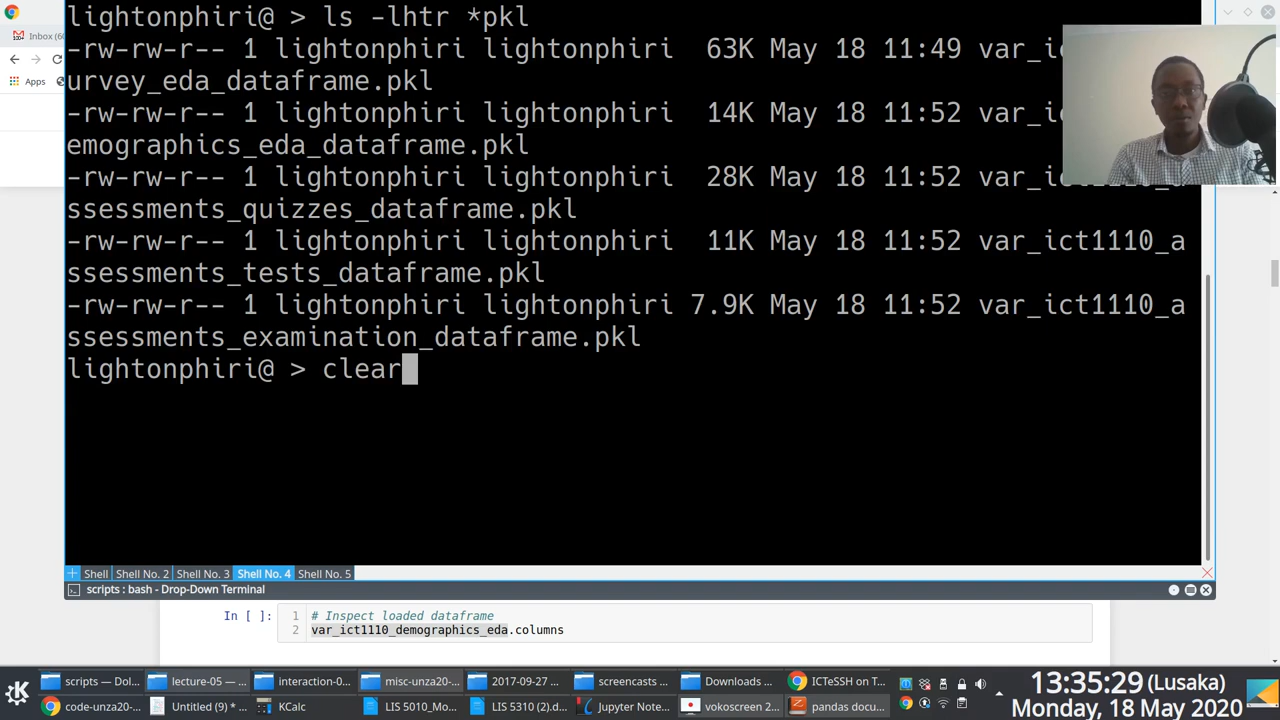 lightonphiri@ > ls -lhtr *pkl
-rw-rw-r-- 1 lightonphiri lightonphiri 63K May 18 11:49
urvey_eda_dataframe.pkl
-rw-rw-r-- 1 lightonphiri lightonphiri 14K May 18 11:52
emographics_eda_dataframe.pkl
-rw-rw-r-- 1 lightonphiri lightonphiri 28K May 18 11:52
ssessments_quizzes_dataframe.pkl
-rw-rw-r-- 1 lightonphiri lightonphiri 11K May 18 11:52 var_ict1110_a
ssessments_tests_dataframe.pkl
-rw-rw-r-- 1 lightonphiri lightonphiri 7.9K May 18 11:52 var_ict1110_a
ssessments_examination_dataframe.pkl
lightonphiri@ > clear
Inbox (60
Apps
Shell Shell No. 2 Shell No. 3 Shell No. 4 Shell No. 5
scripts : bash - Drop-Down Terminal
In [ ]: 1 # Inspect loaded dataframe
2 var_ict1110_demographics_eda.columns
scripts — Dol... lecture-05 — ... interaction-0... misc-unza20-... 2017-09-27 ... screencasts ... Downloads ... ICTeSSH on T...
code-unza20-... Untitled (9) * ... KCalc LIS 5010_Mo... LIS 5310 (2).d... Jupyter Note... vokoscreen 2... pandas docu...
13:35:29 (Lusaka)
Monday, 18 May 2020